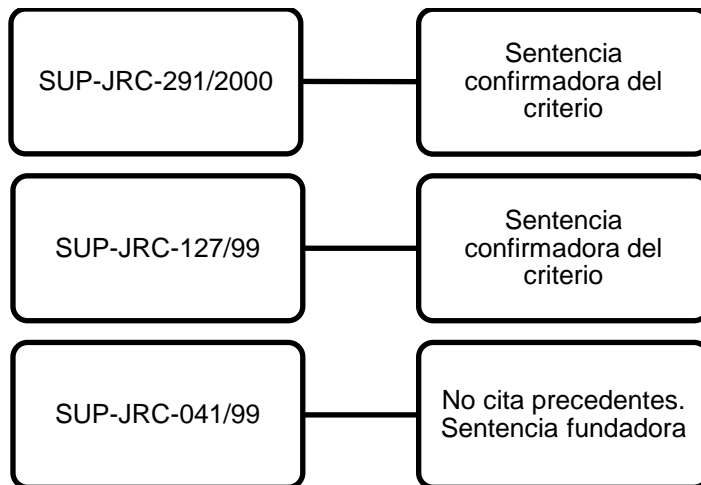 SUP-JRC-291/2000
Sentencia
confirmadora del
criterio
SUP-JRC-127/99
Sentencia
confirmadora del
criterio
SUP-JRC-041/99
No cita precedentes.
Sentencia fundadora